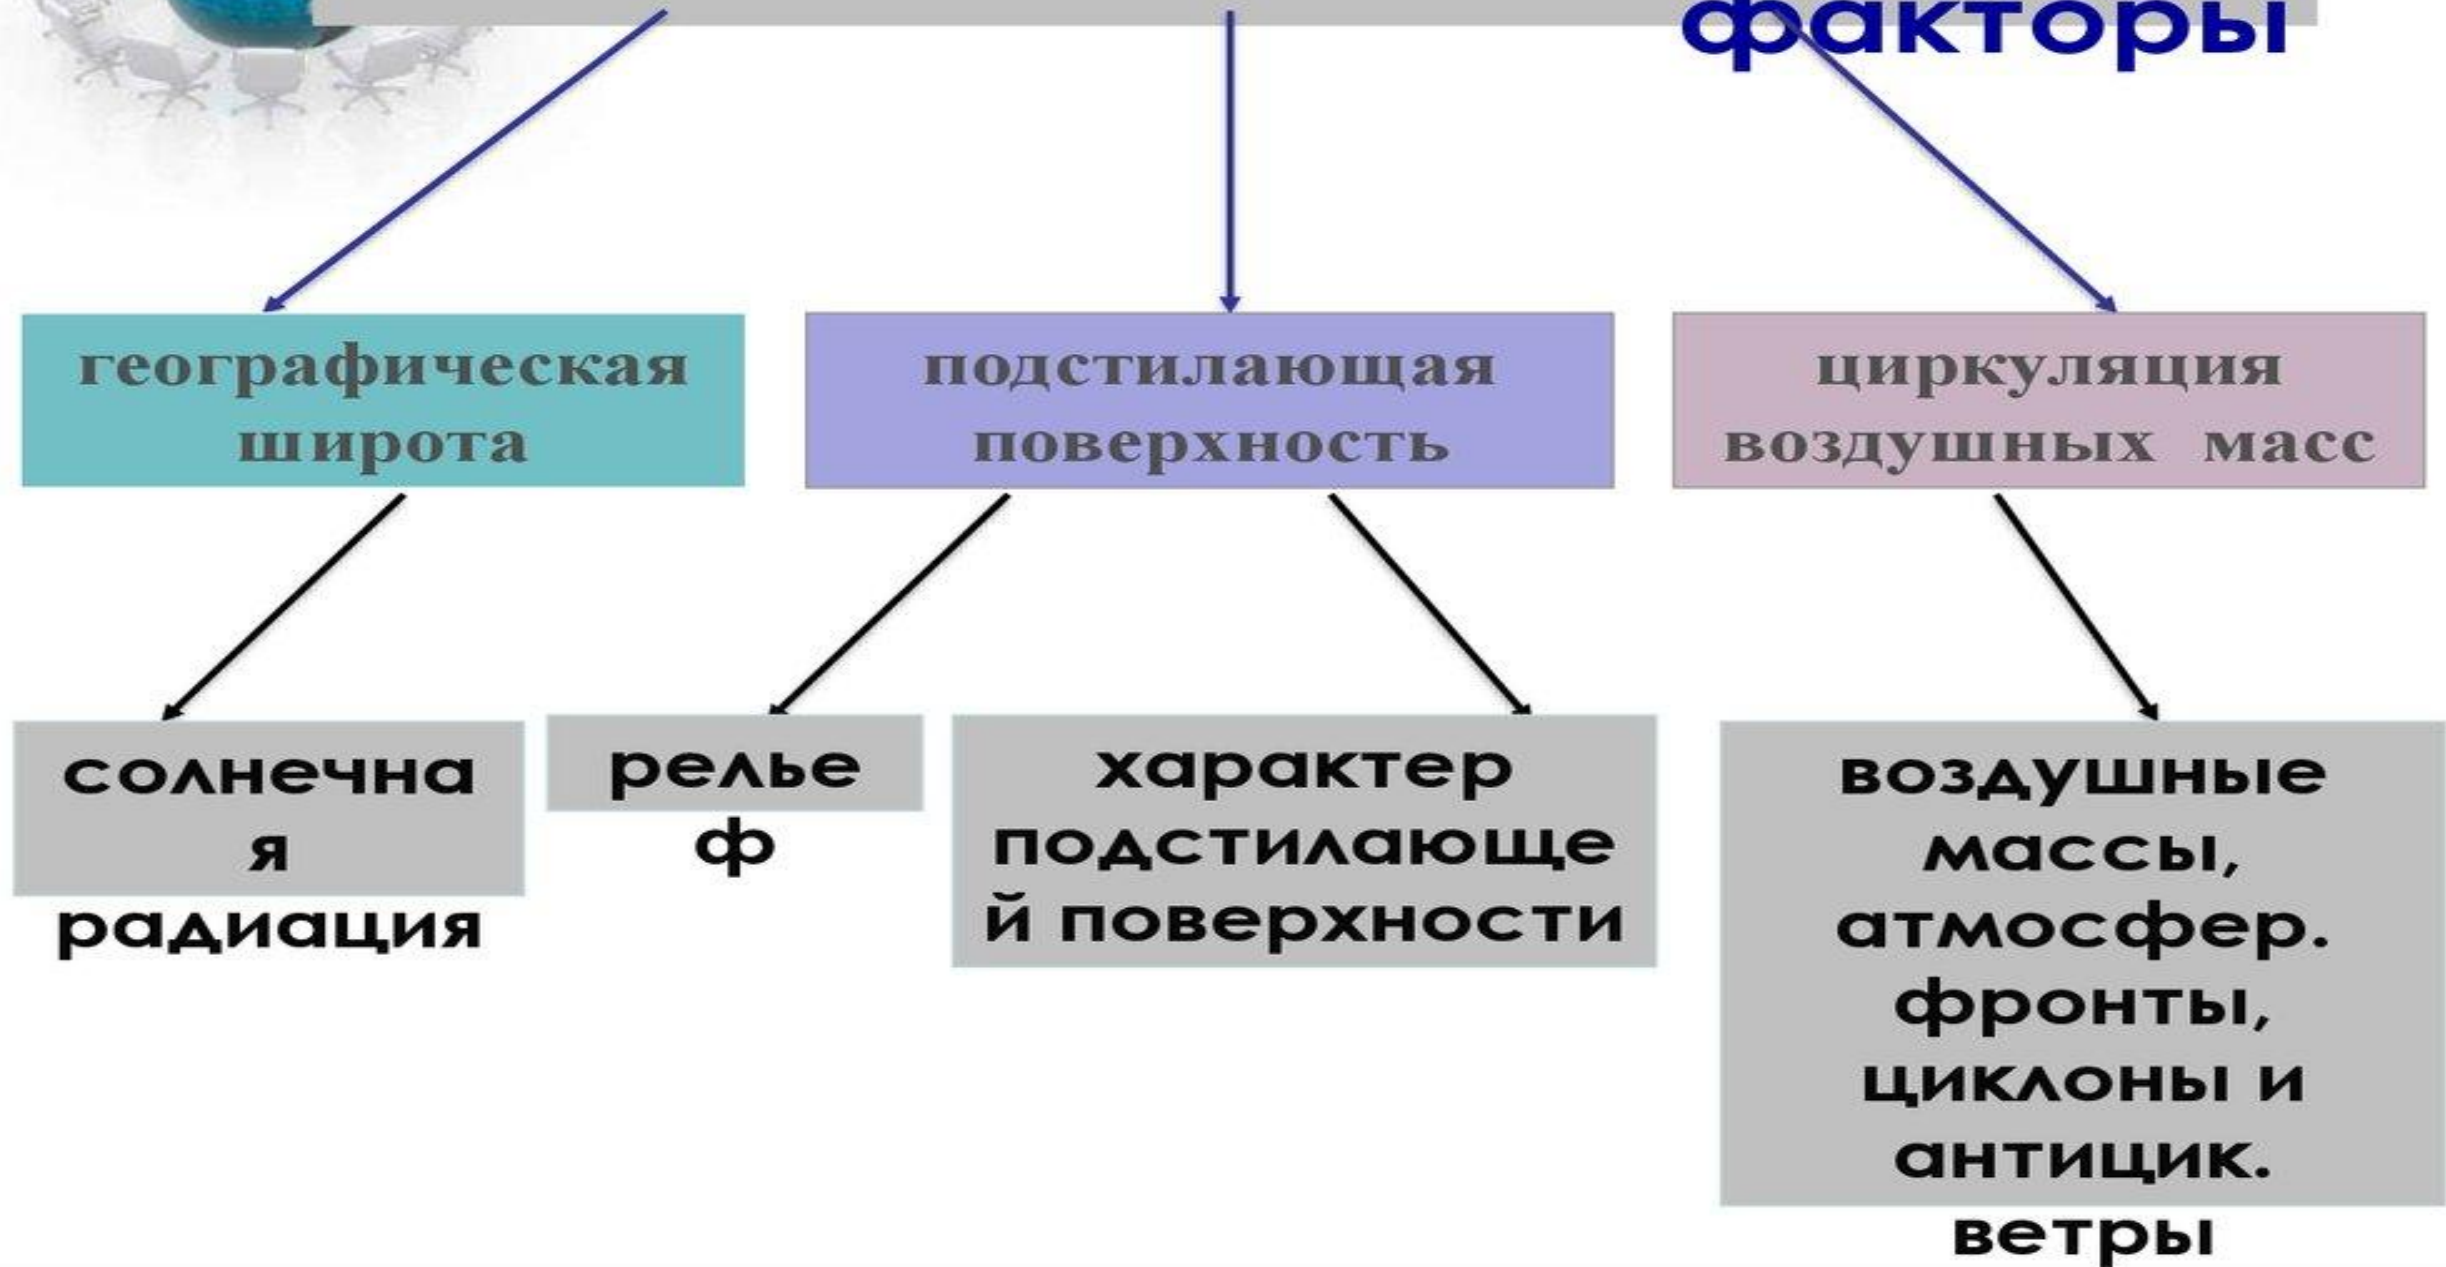 факторы
географическая
широта
подстилающая
поверхность
циркуляция
воздушных масс
солнечна
я
радиация
релье
ф
характер
подстилающе
й поверхности
воздушные
массы,
атмосфер.
фронты,
циклоны и
антицик.
ветры